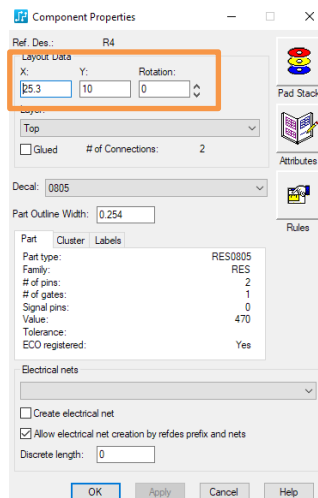 Component Properties
Ref. Des.: R4
Layout Data
X: Y: Rotation:
25.3 10 0
Layer:
Top
Glued # of Connections: 2
Decal: 0805
Part Outline Width: 0.254
Part Cluster Labels
Part type: RES0805
Family: RES
# of pins: 2
# of gates: 1
Signal pins: 0
Value: 470
Tolerance:
ECO registered: Yes
Electrical nets
Create electrical net
Allow electrical net creation by refdes prefix and nets
Discrete length: 0
OK Apply Cancel Help
Pad Stack
Attributes
Rules